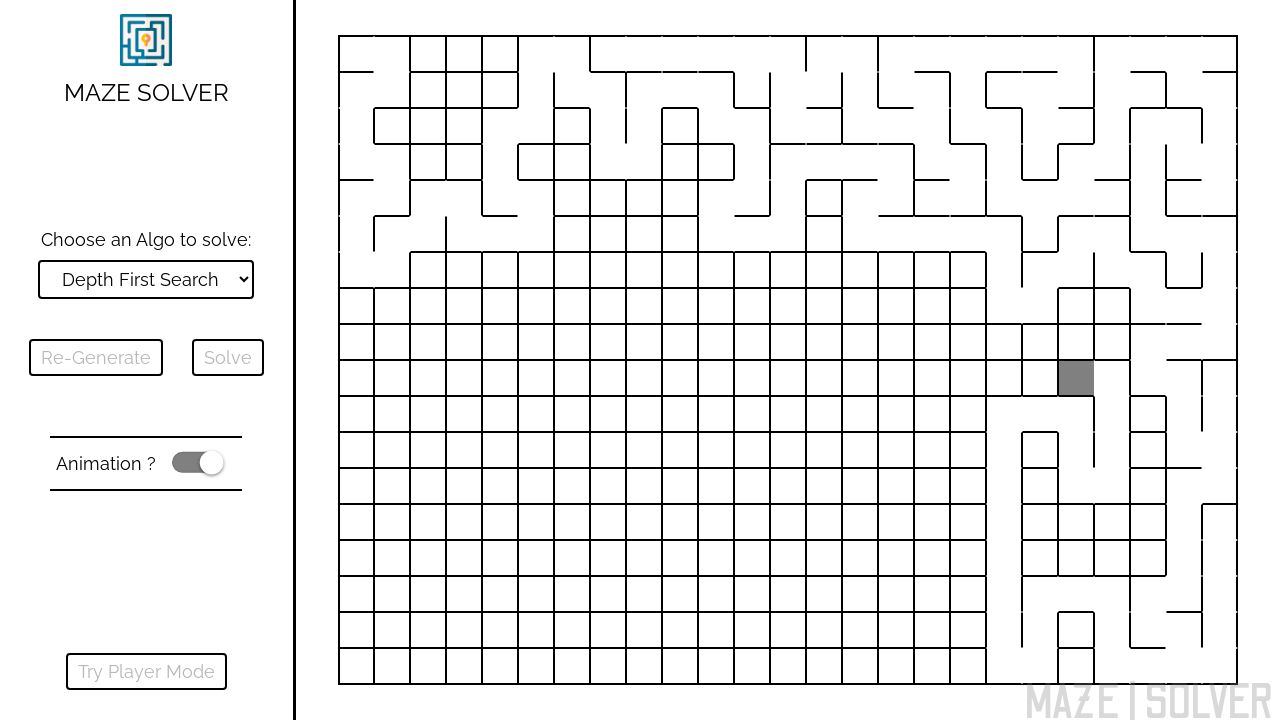 MAZE SOLVER
Choose an Algo to solve:
Depth First Search
Re-Generate
Solve
Animation ?
Try Player Mode
MAZE | SOLVER